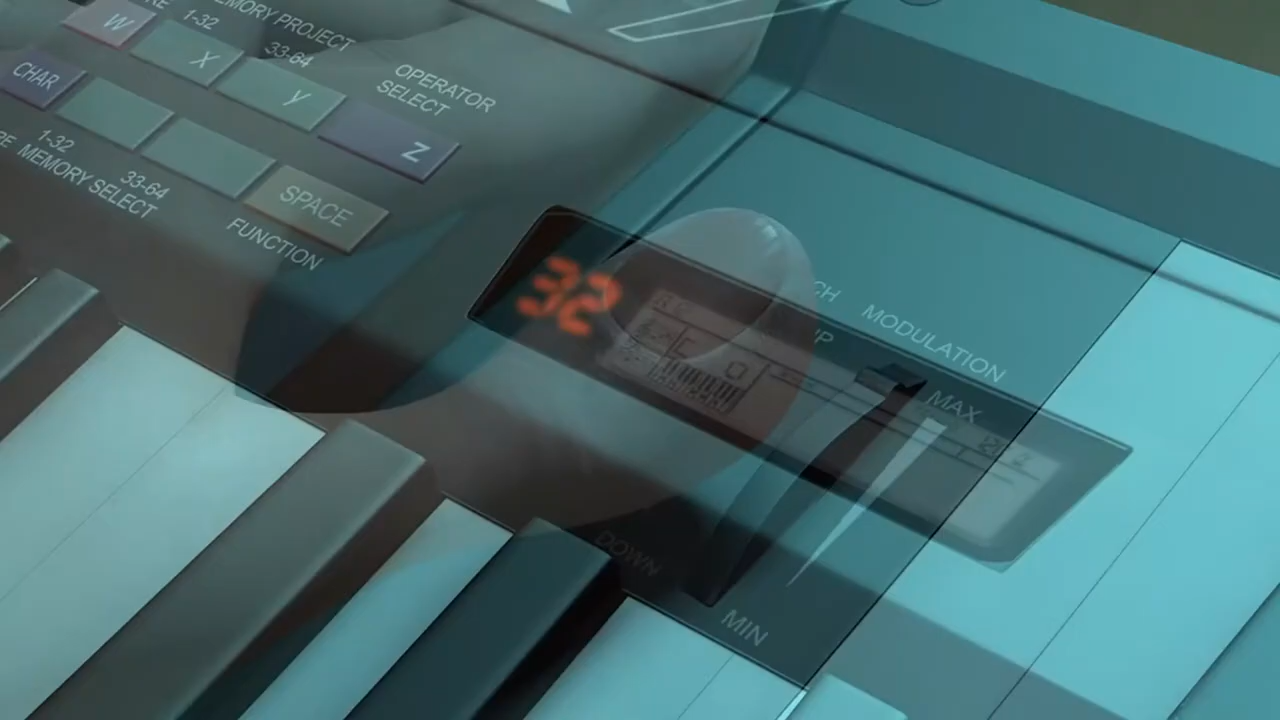 W
1-32
MEMORY PROJECT
X
33-64
y
OPERATOR
SELECT
Z
CHAR
1-32
MEMORY SELECT
33-64
SPACE
FUNCTION
32
MODULATION
MAX
DOWN
MIN